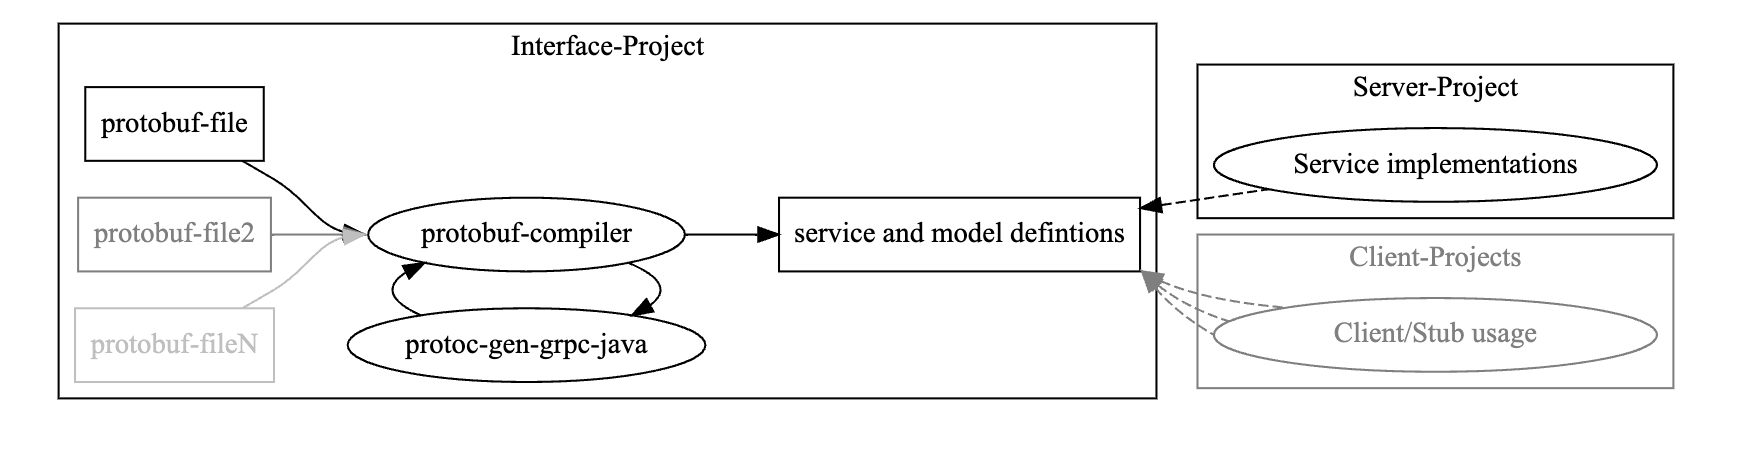 Interface-Project
protobuf-file
protobuf-file2
protobuf-fileN
protobuf-compiler
protoc-gen-grpc-java
service and model defintions
Server-Project
Service implementations
Client-Projects
Client/Stub usage